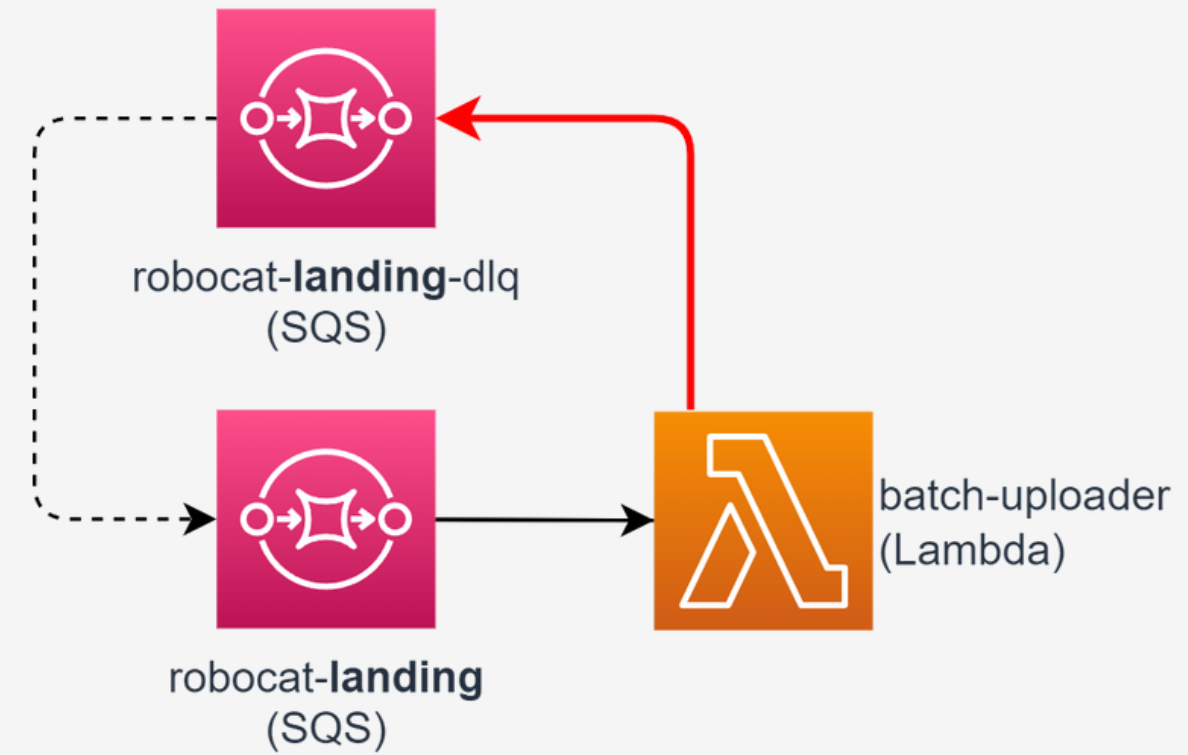 robocat-landing-dlq
(SQS)
batch-uploader
(Lambda)
robocat-landing
(SQS)